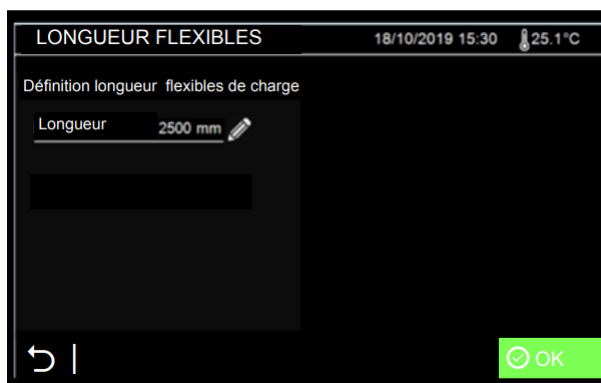 LONGUEUR FLEXIBLES 18/10/2019 15:30 25.1°C
Définition longueur flexibles de charge
Longueur 2500 mm
OK